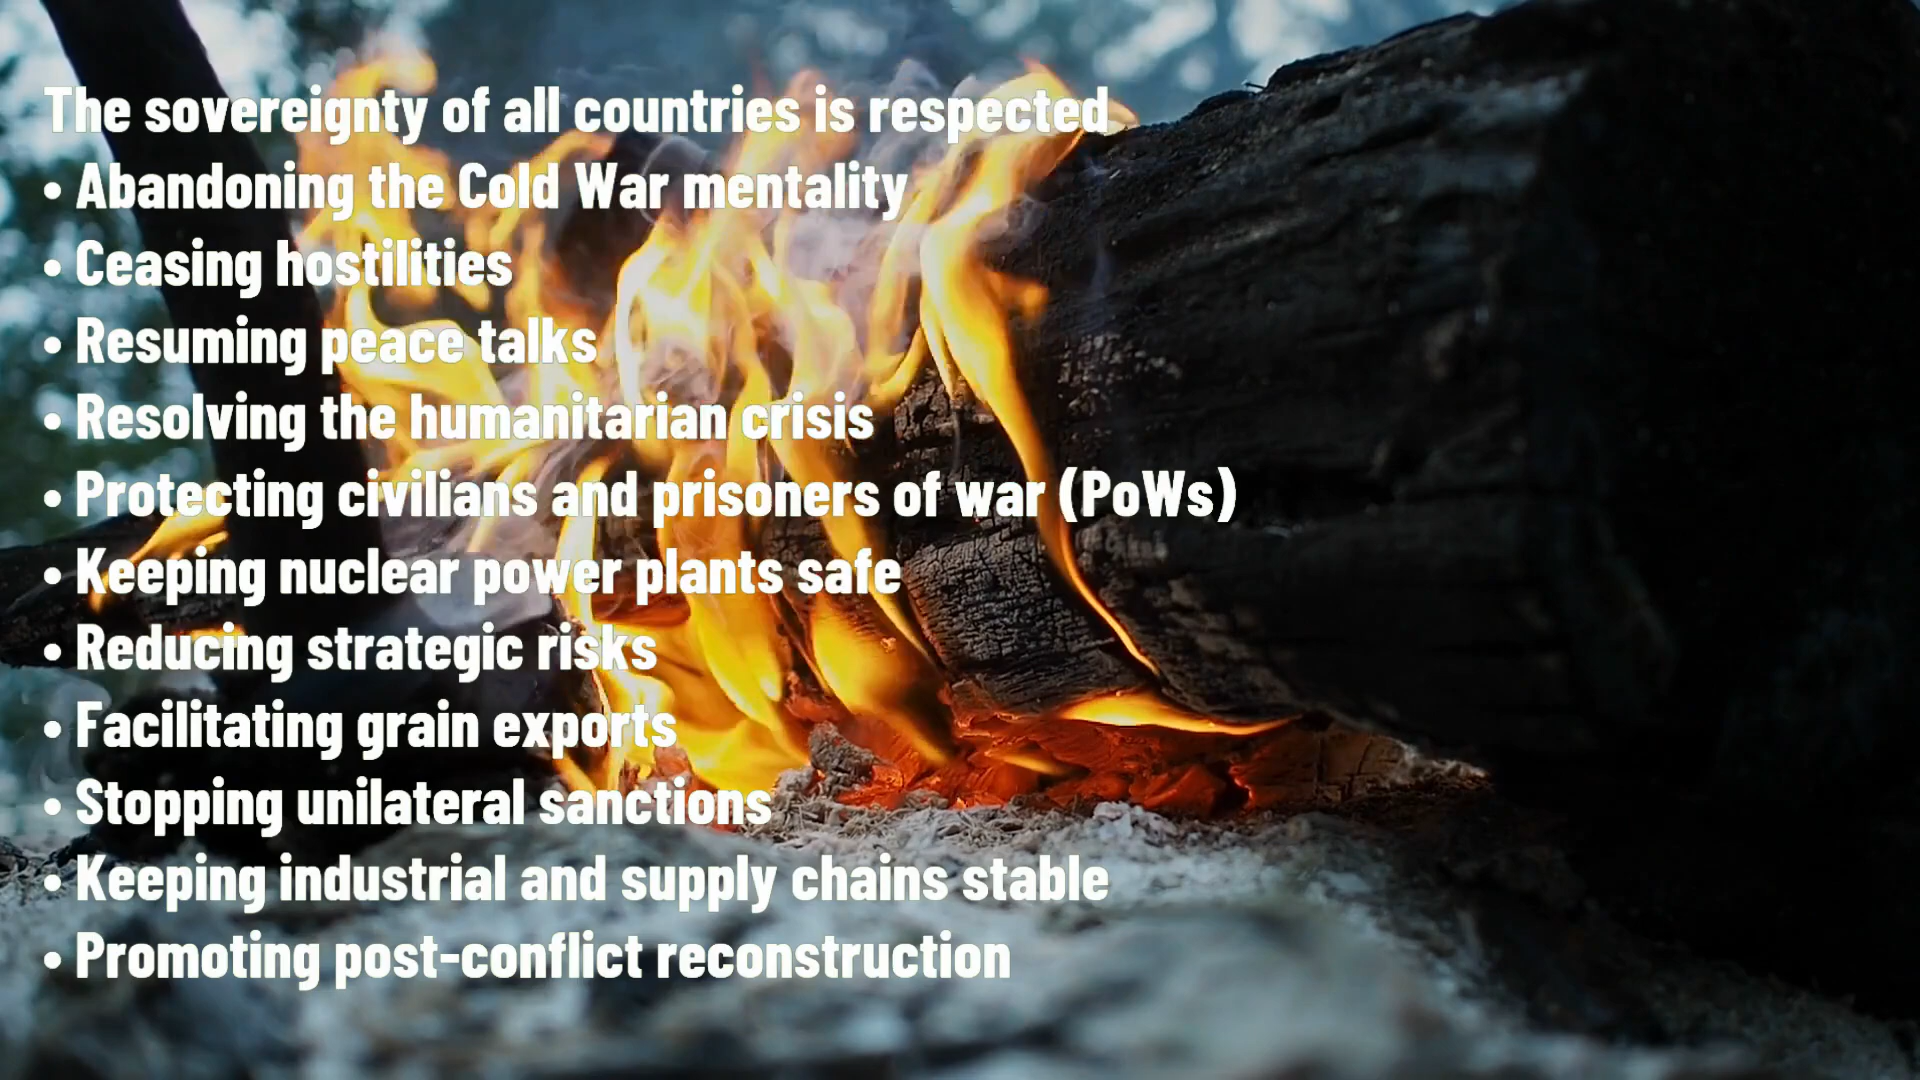 The sovereignty of all countries is respected
• Abandoning the Cold War mentality
• Ceasing hostilities
• Resuming peace talks
• Resolving the humanitarian crisis
• Protecting civilians and prisoners of war (PoWs)
• Keeping nuclear power plants safe
• Reducing strategic risks
• Facilitating grain exports
• Stopping unilateral sanctions
• Keeping industrial and supply chains stable
• Promoting post-conflict reconstruction